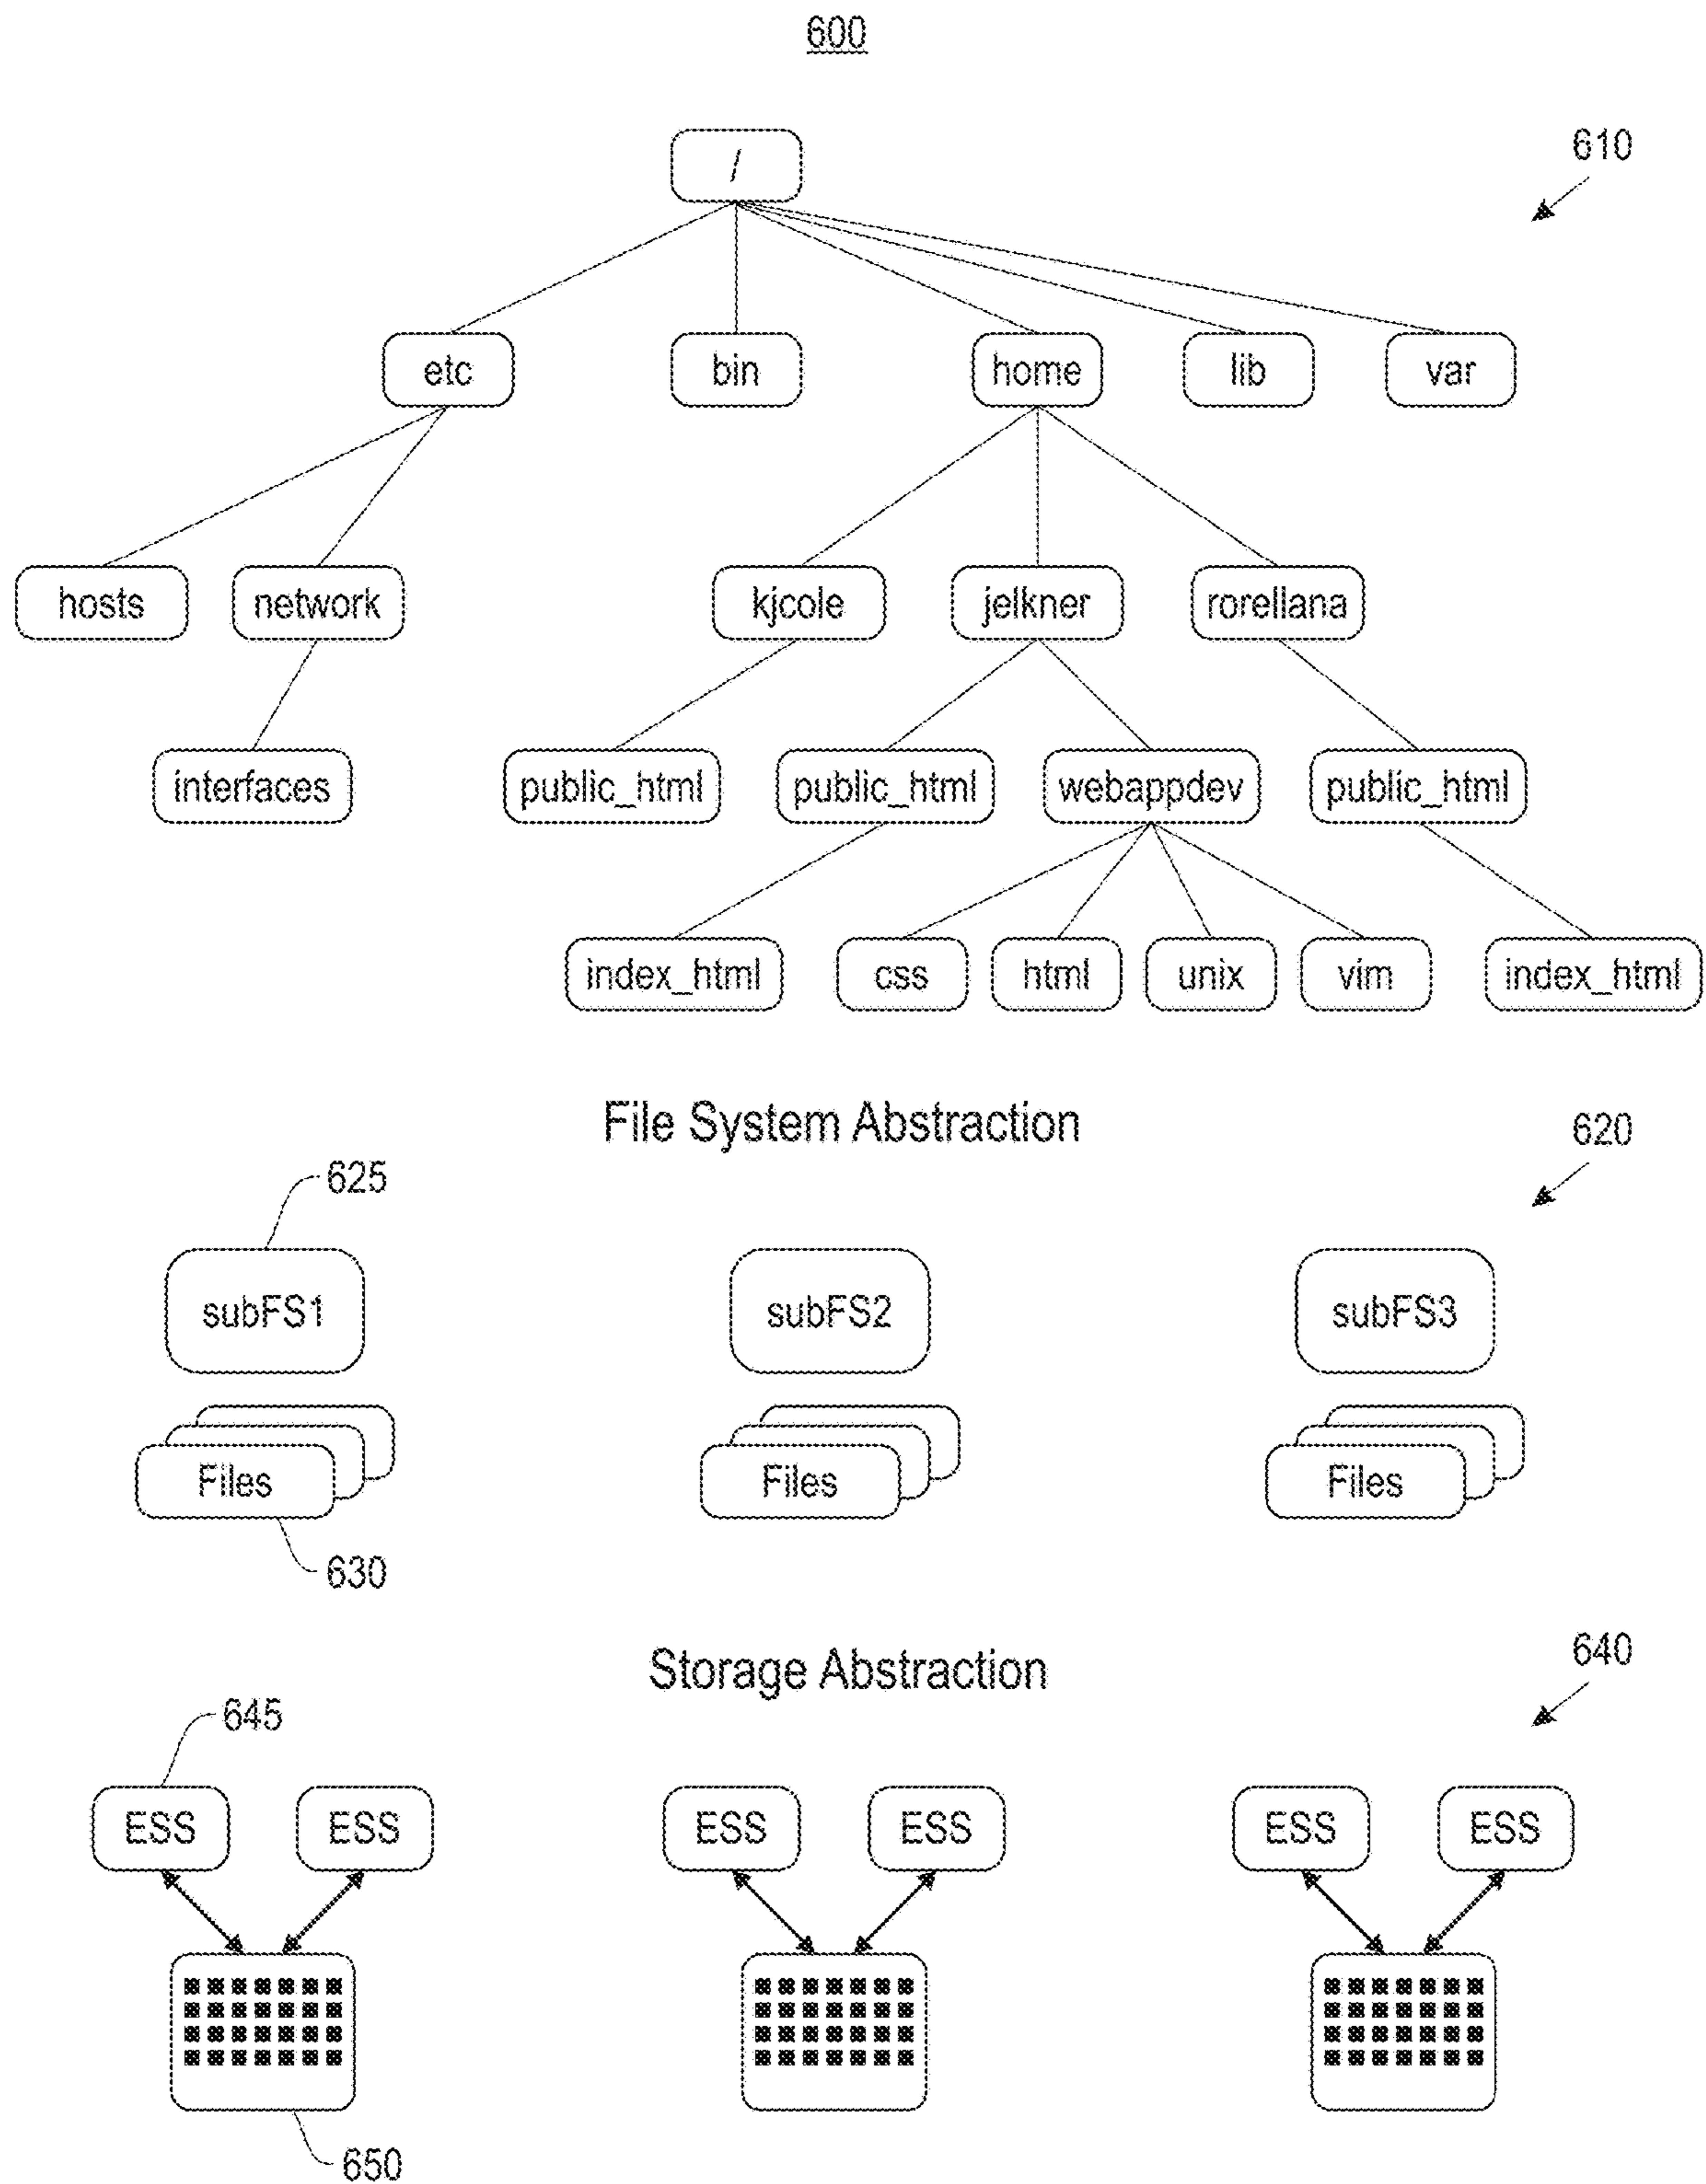 600
610
/
etc bin home lib var
hosts network kjcole jelkner rorellana
interfaces public_html public_html webappdev public_html
index_html css html unix vim index_html
File System Abstraction
620
625
subFS1 subFS2 subFS3
Files Files Files
630
Storage Abstraction
640
645
ESS ESS ESS ESS ESS ESS
650